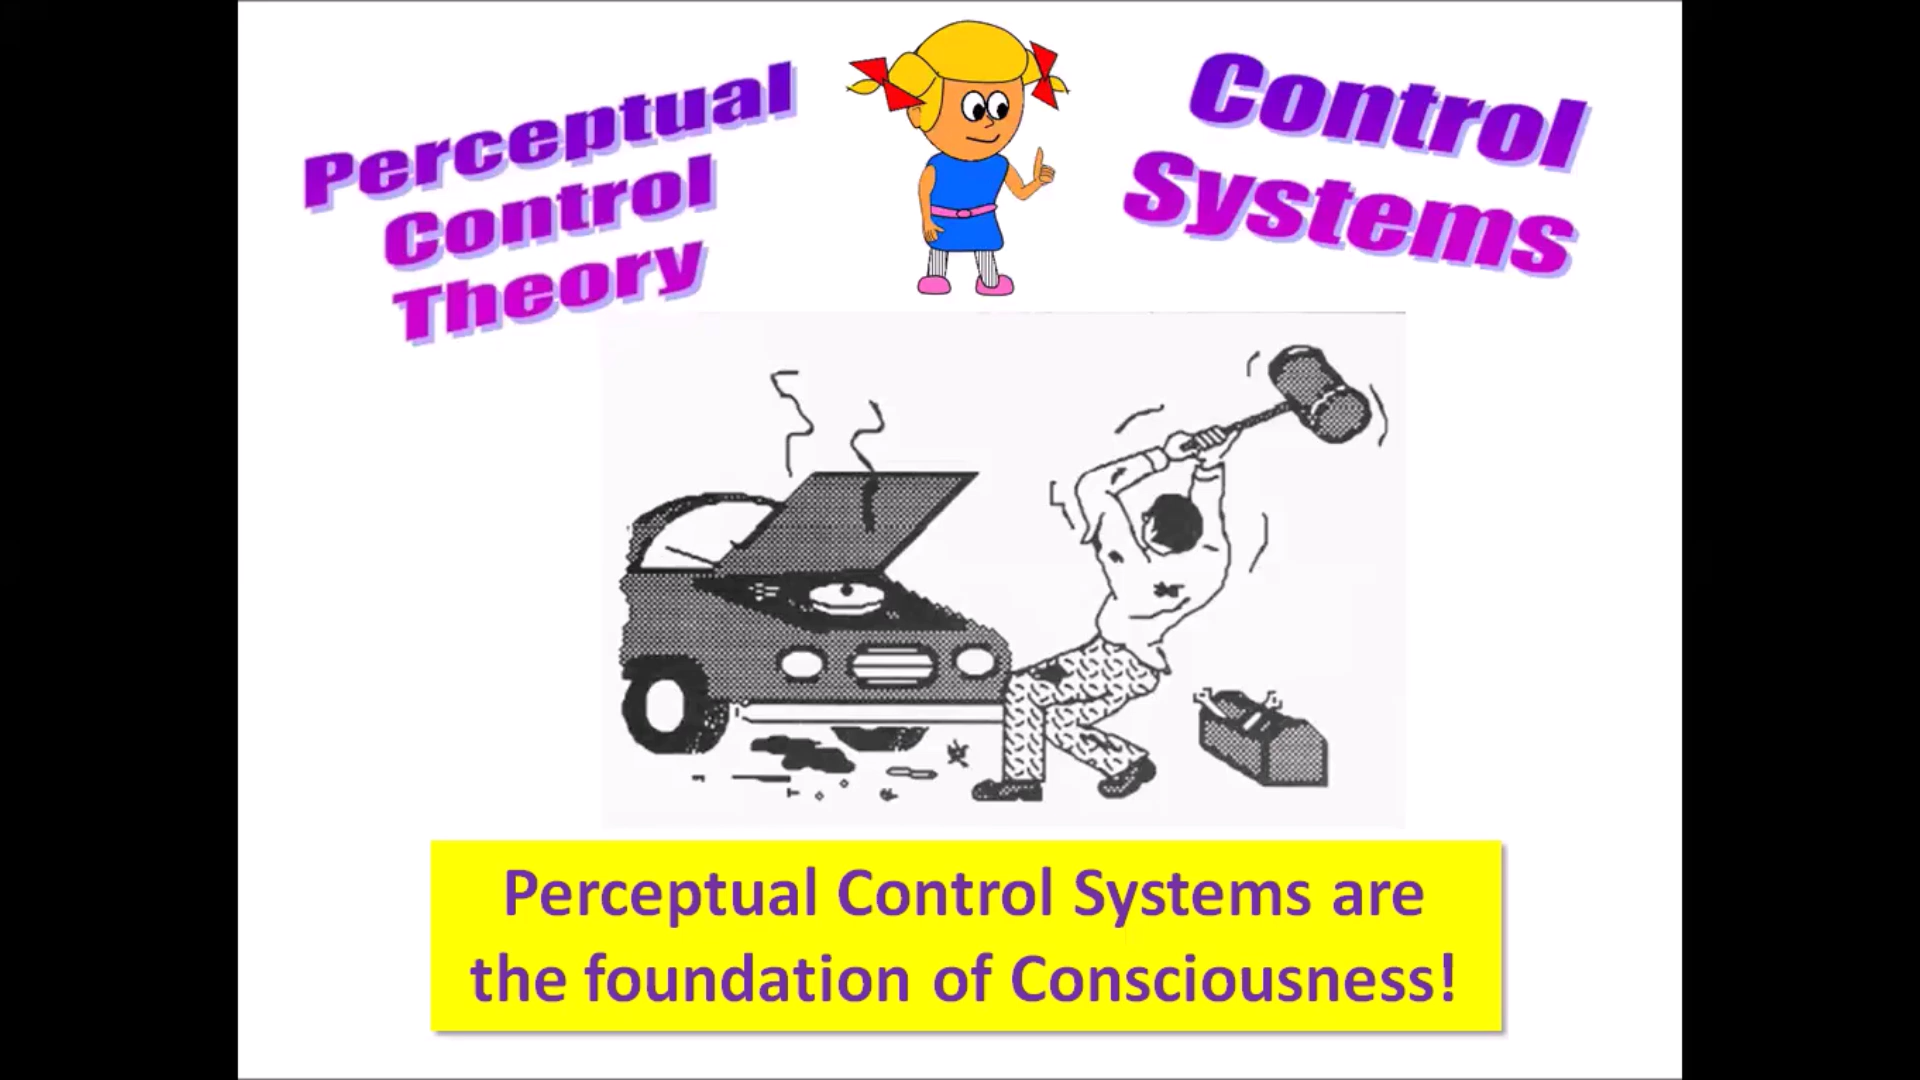 Perceptual
Control
Theory
Control
Systems
Perceptual Control Systems are
the foundation of Consciousness!